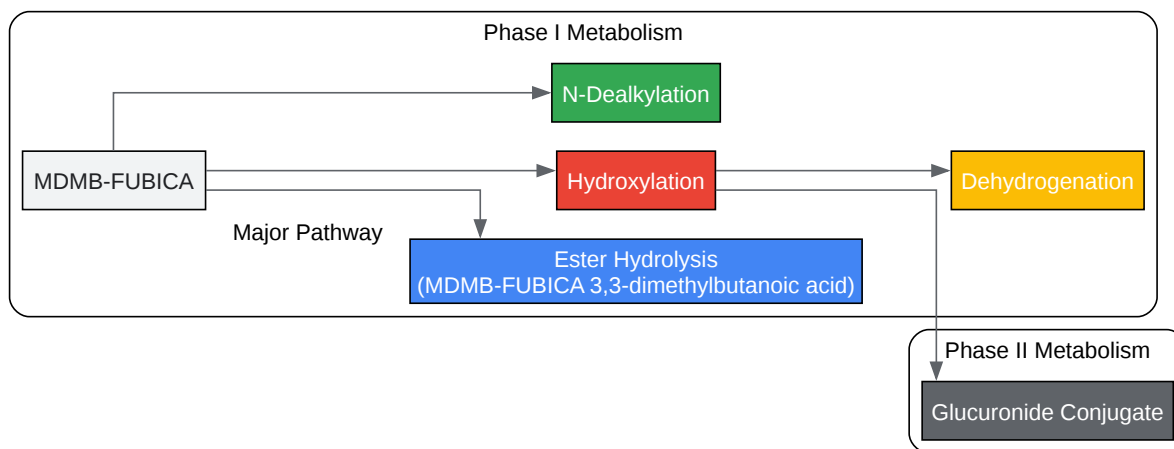 Phase I Metabolism
N-Dealkylation
MDMB-FUBICA
Hydroxylation
Dehydrogenation
Major Pathway
Ester Hydrolysis
(MDMB-FUBICA 3,3-dimethylbutanoic acid)
Phase II Metabolism
Glucuronide Conjugate